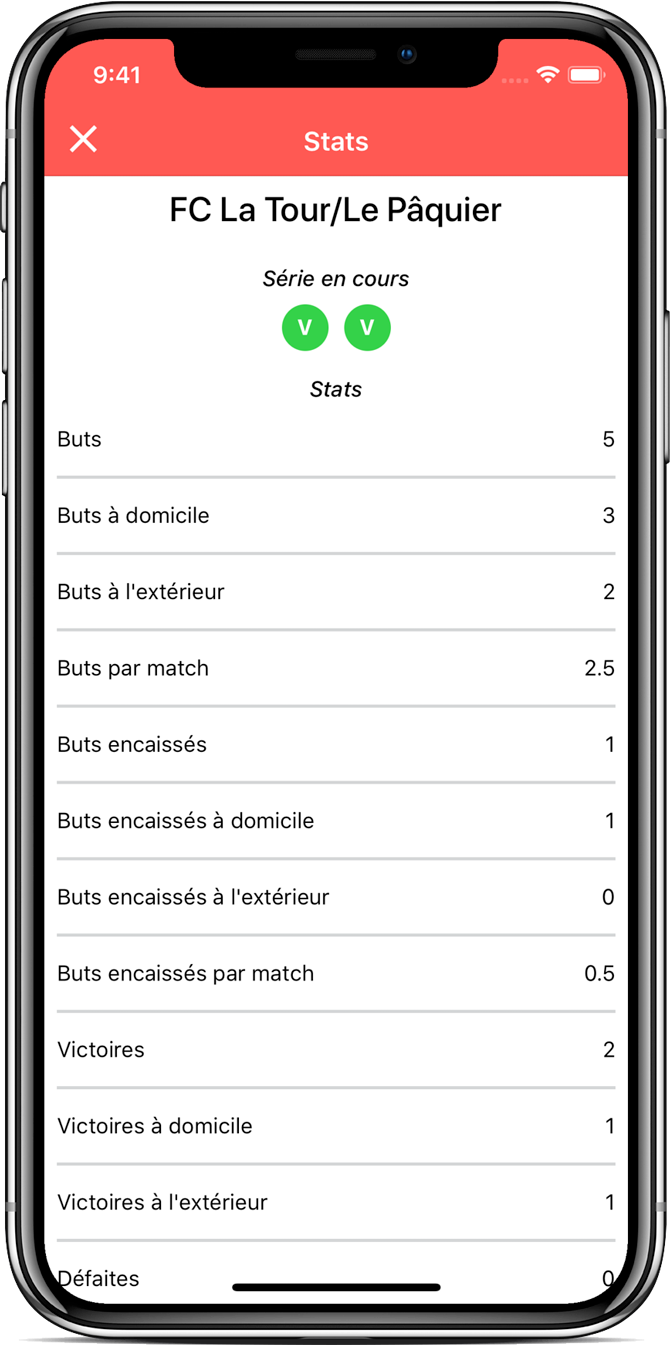 9:41
Stats
FC La Tour/Le Pâquier
Série en cours
V V
Stats
Buts 5
Buts à domicile 3
Buts à l'extérieur 2
Buts par match 2.5
Buts encaissés 1
Buts encaissés à domicile 1
Buts encaissés à l'extérieur 0
Buts encaissés par match 0.5
Victoires 2
Victoires à domicile 1
Victoires à l'extérieur 1
Défaites 0